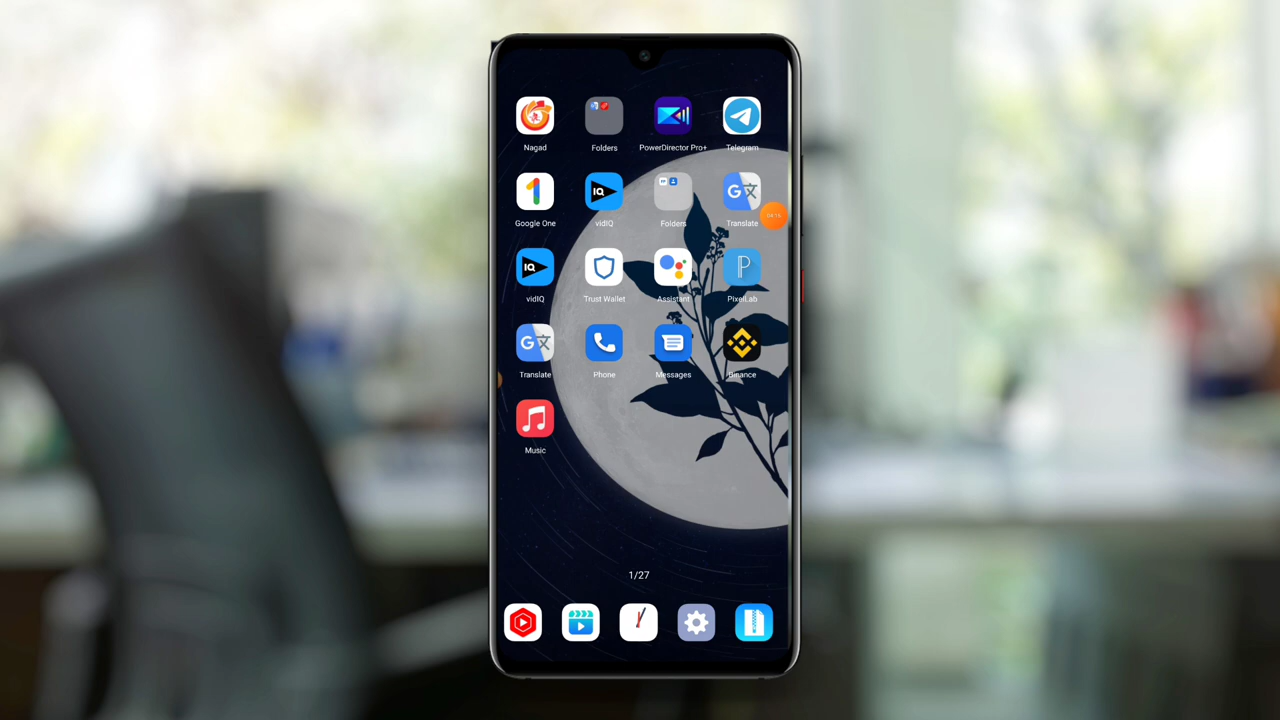 Nagad
Folders
PowerDirector Pro+
Telegram
Google One
vidIQ
Folders
Translate
vidIQ
Trust Wallet
Assistant
PixelLab
Translate
Phone
Messages
Binance
Music
1/27